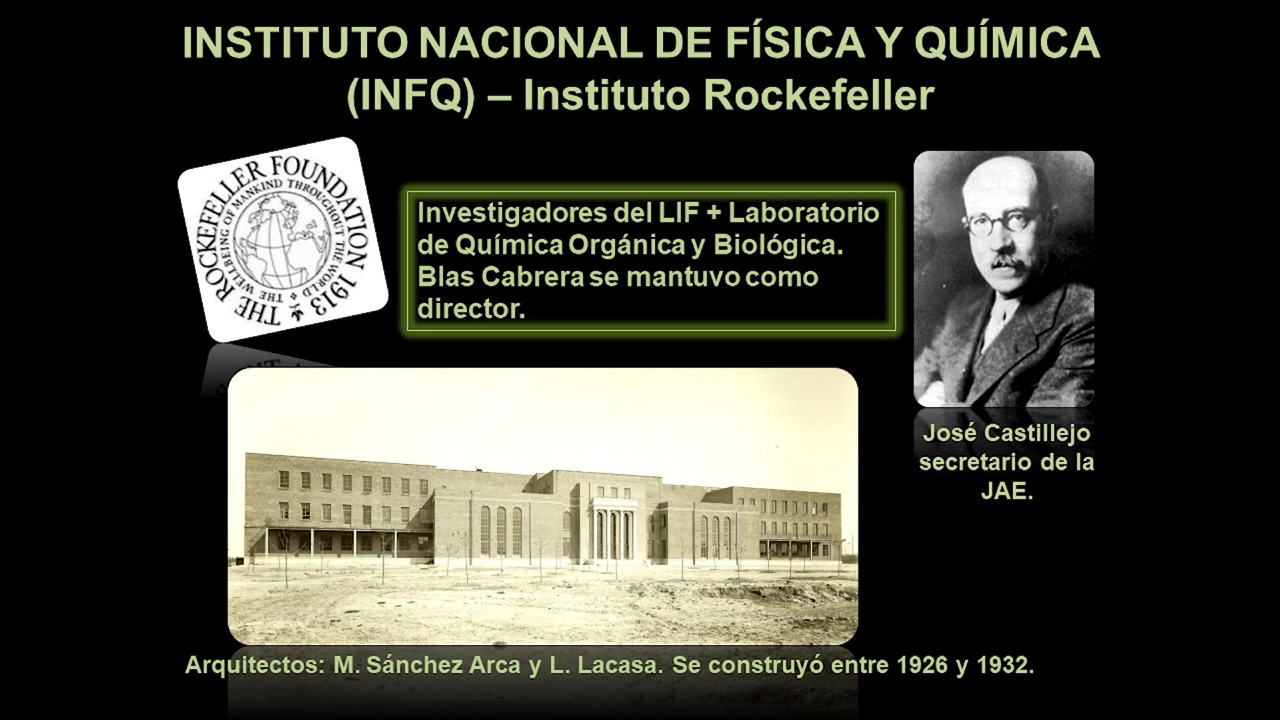 INSTITUTO NACIONAL DE FÍSICA Y QUÍMICA
(INFQ) – Instituto Rockefeller
THE ROCKEFELLER FOUNDATION 1913
THE WELLBEING OF MANKIND THROUGHOUT THE WORLD
Investigadores del LIF + Laboratorio
de Química Orgánica y Biológica.
Blas Cabrera se mantuvo como
director.
José Castillejo
secretario de la
JAE.
Arquitectos: M. Sánchez Arca y L. Lacasa. Se construyó entre 1926 y 1932.